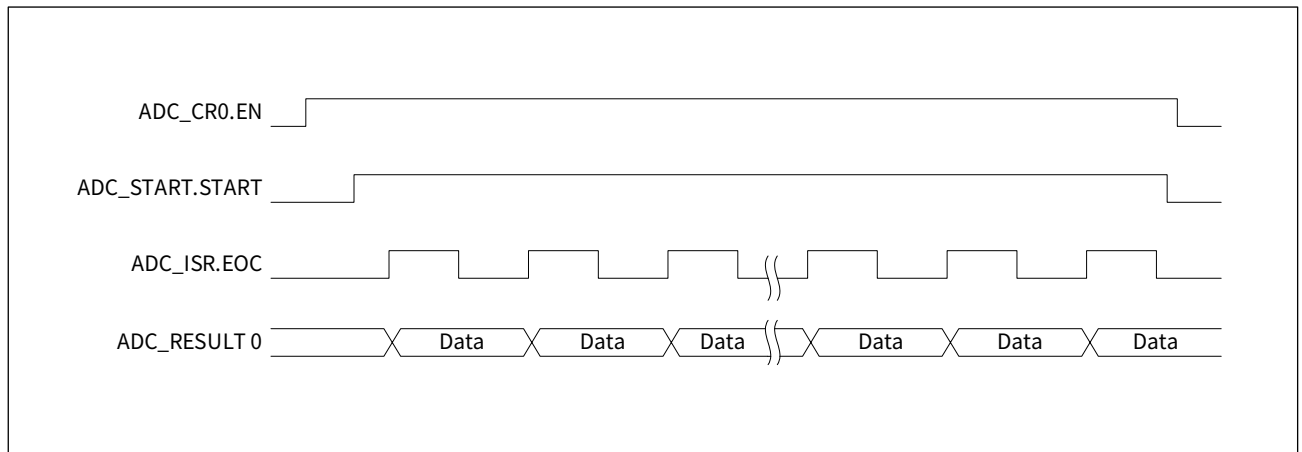 ADC_CR0.EN
ADC_START.START
ADC_ISR.EOC
ADC_RESULT 0 Data Data Data Data Data Data